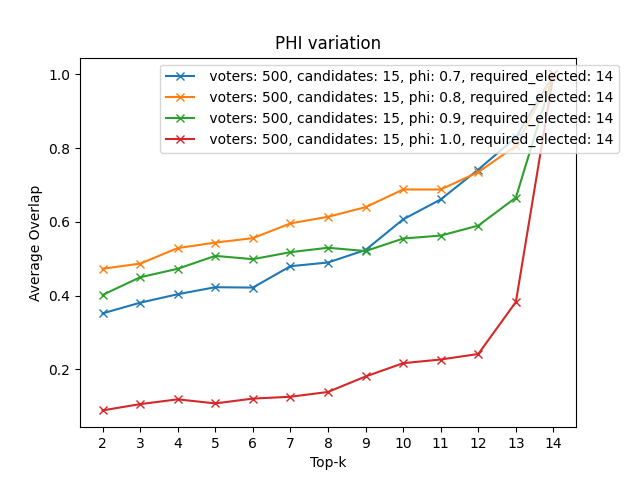 PHI variation
1.0
0.8
0.6
0.4
0.2
Average Overlap
voters: 500, candidates: 15, phi: 0.7, required_elected: 14
voters: 500, candidates: 15, phi: 0.8, required_elected: 14
voters: 500, candidates: 15, phi: 0.9, required_elected: 14
voters: 500, candidates: 15, phi: 1.0, required_elected: 14
2 3 4 5 6 7 8 9 10 11 12 13 14
Top-k